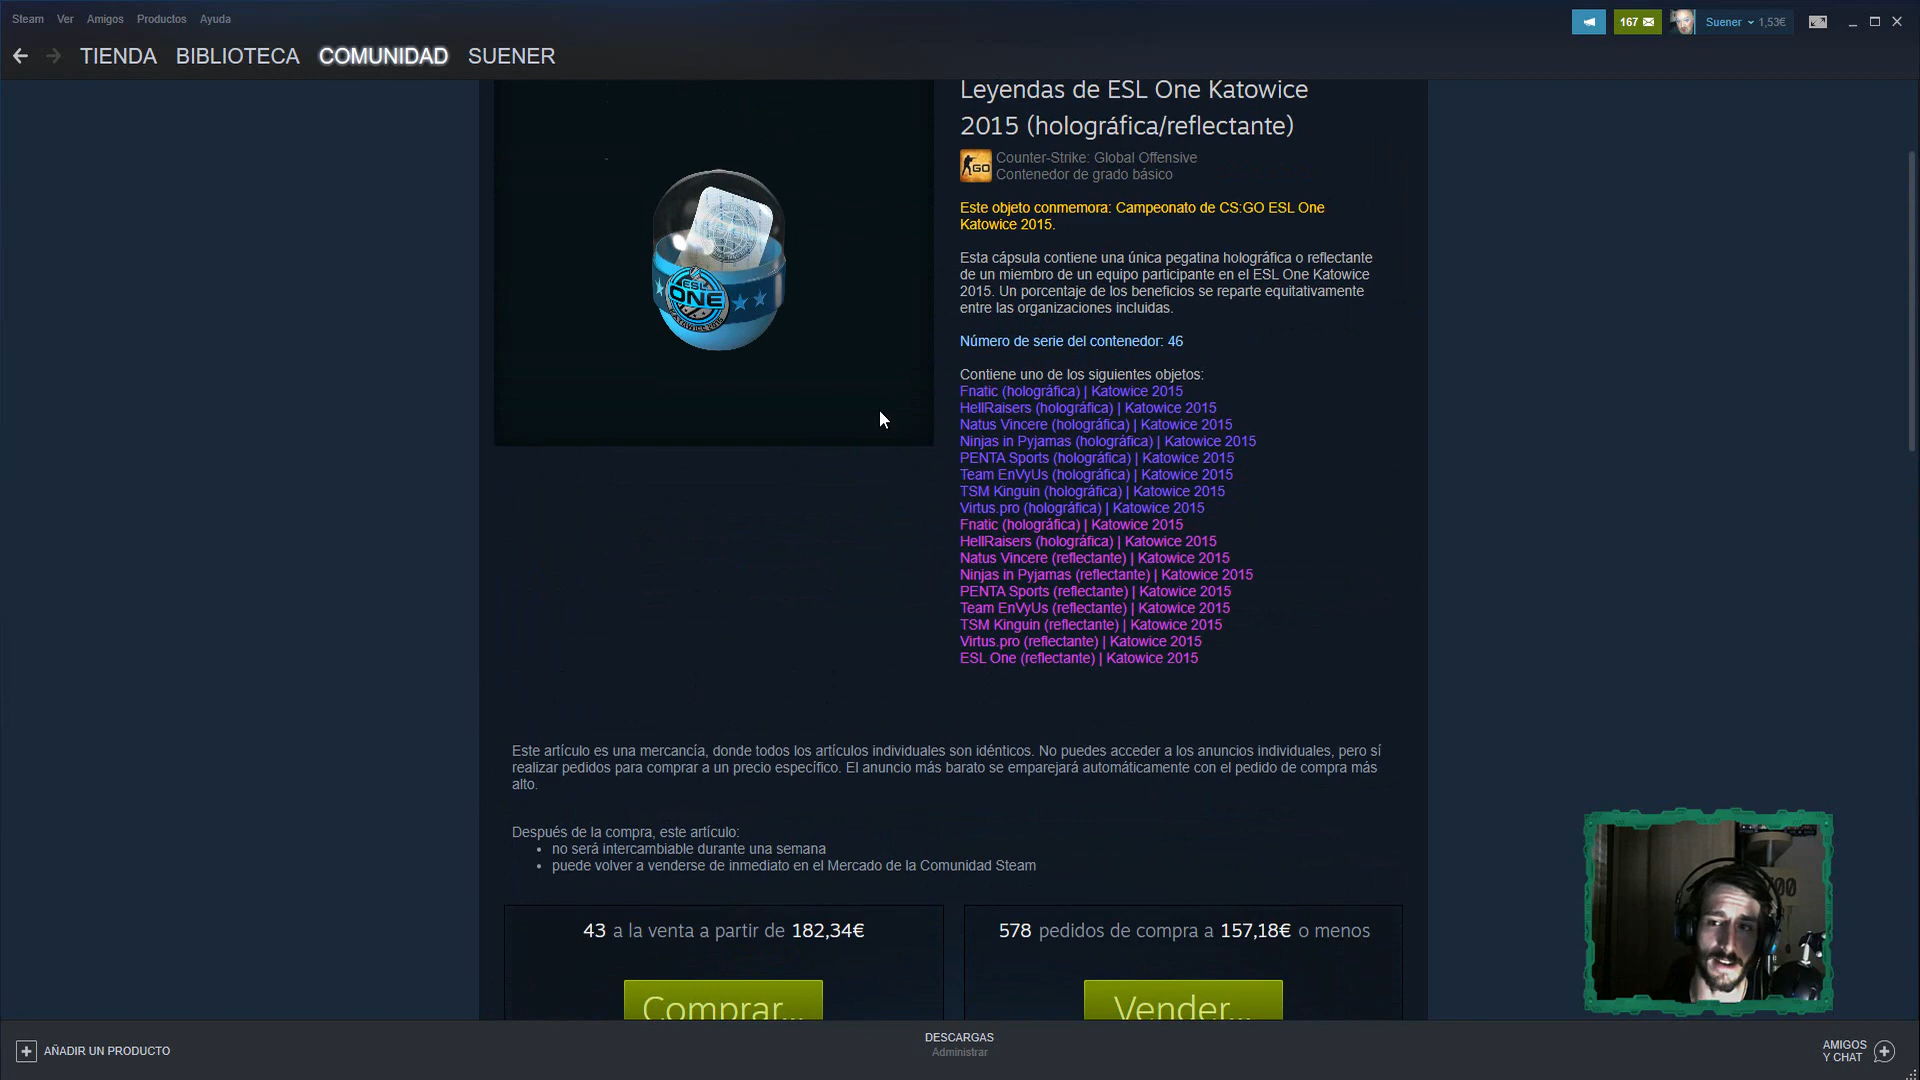 Steam Ver Amigos Productos Ayuda
167
Suener 1,53€
TIENDA BIBLIOTECA COMUNIDAD SUENER
Leyendas de ESL One Katowice
2015 (holográfica/reflectante)
GO
Counter-Strike: Global Offensive
Contenedor de grado básico
Este objeto conmemora: Campeonato de CS:GO ESL One
Katowice 2015.
Esta cápsula contiene una única pegatina holográfica o reflectante
de un miembro de un equipo participante en el ESL One Katowice
2015. Un porcentaje de los beneficios se reparte equitativamente
entre las organizaciones incluidas.
Número de serie del contenedor: 46
Contiene uno de los siguientes objetos:
Fnatic (holográfica) | Katowice 2015
HellRaisers (holográfica) | Katowice 2015
Natus Vincere (holográfica) | Katowice 2015
Ninjas in Pyjamas (holográfica) | Katowice 2015
PENTA Sports (holográfica) | Katowice 2015
Team EnVyUs (holográfica) | Katowice 2015
TSM Kinguin (holográfica) | Katowice 2015
Virtus.pro (holográfica) | Katowice 2015
Fnatic (holográfica) | Katowice 2015
HellRaisers (holográfica) | Katowice 2015
Natus Vincere (reflectante) | Katowice 2015
Ninjas in Pyjamas (reflectante) | Katowice 2015
PENTA Sports (reflectante) | Katowice 2015
Team EnVyUs (reflectante) | Katowice 2015
TSM Kinguin (reflectante) | Katowice 2015
Virtus.pro (reflectante) | Katowice 2015
ESL One (reflectante) | Katowice 2015
ESL
ONE
KATOWICE 2015
Este artículo es una mercancía, donde todos los artículos individuales son idénticos. No puedes acceder a los anuncios individuales, pero sí
realizar pedidos para comprar a un precio específico. El anuncio más barato se emparejará automáticamente con el pedido de compra más
alto.
Después de la compra, este artículo:
• no será intercambiable durante una semana
• puede volver a venderse de inmediato en el Mercado de la Comunidad Steam
43 a la venta a partir de 182,34€
Comprar...
578 pedidos de compra a 157,18€ o menos
Vender...
AÑADIR UN PRODUCTO
DESCARGAS
Administrar
AMIGOS
Y CHAT